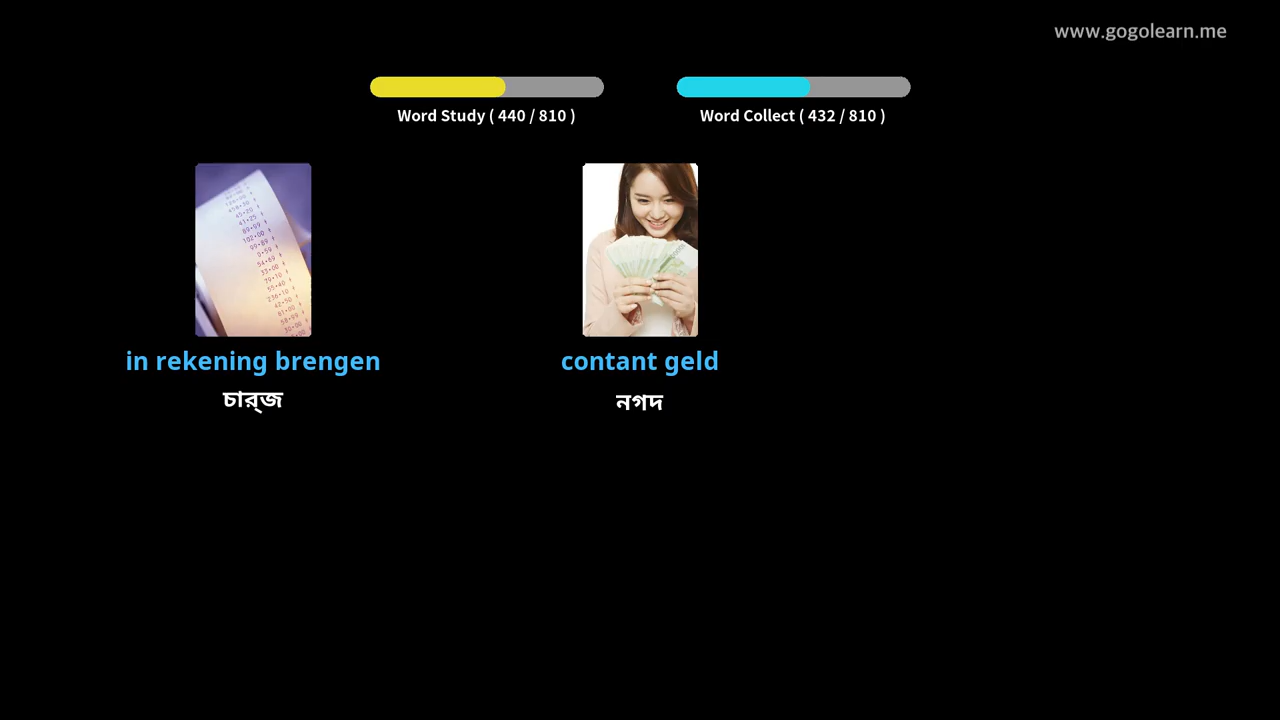 www.gogolearn.me
Word Study ( 440 / 810 )
Word Collect ( 432 / 810 )
in rekening brengen
contant geld
চার্জ
নগদ